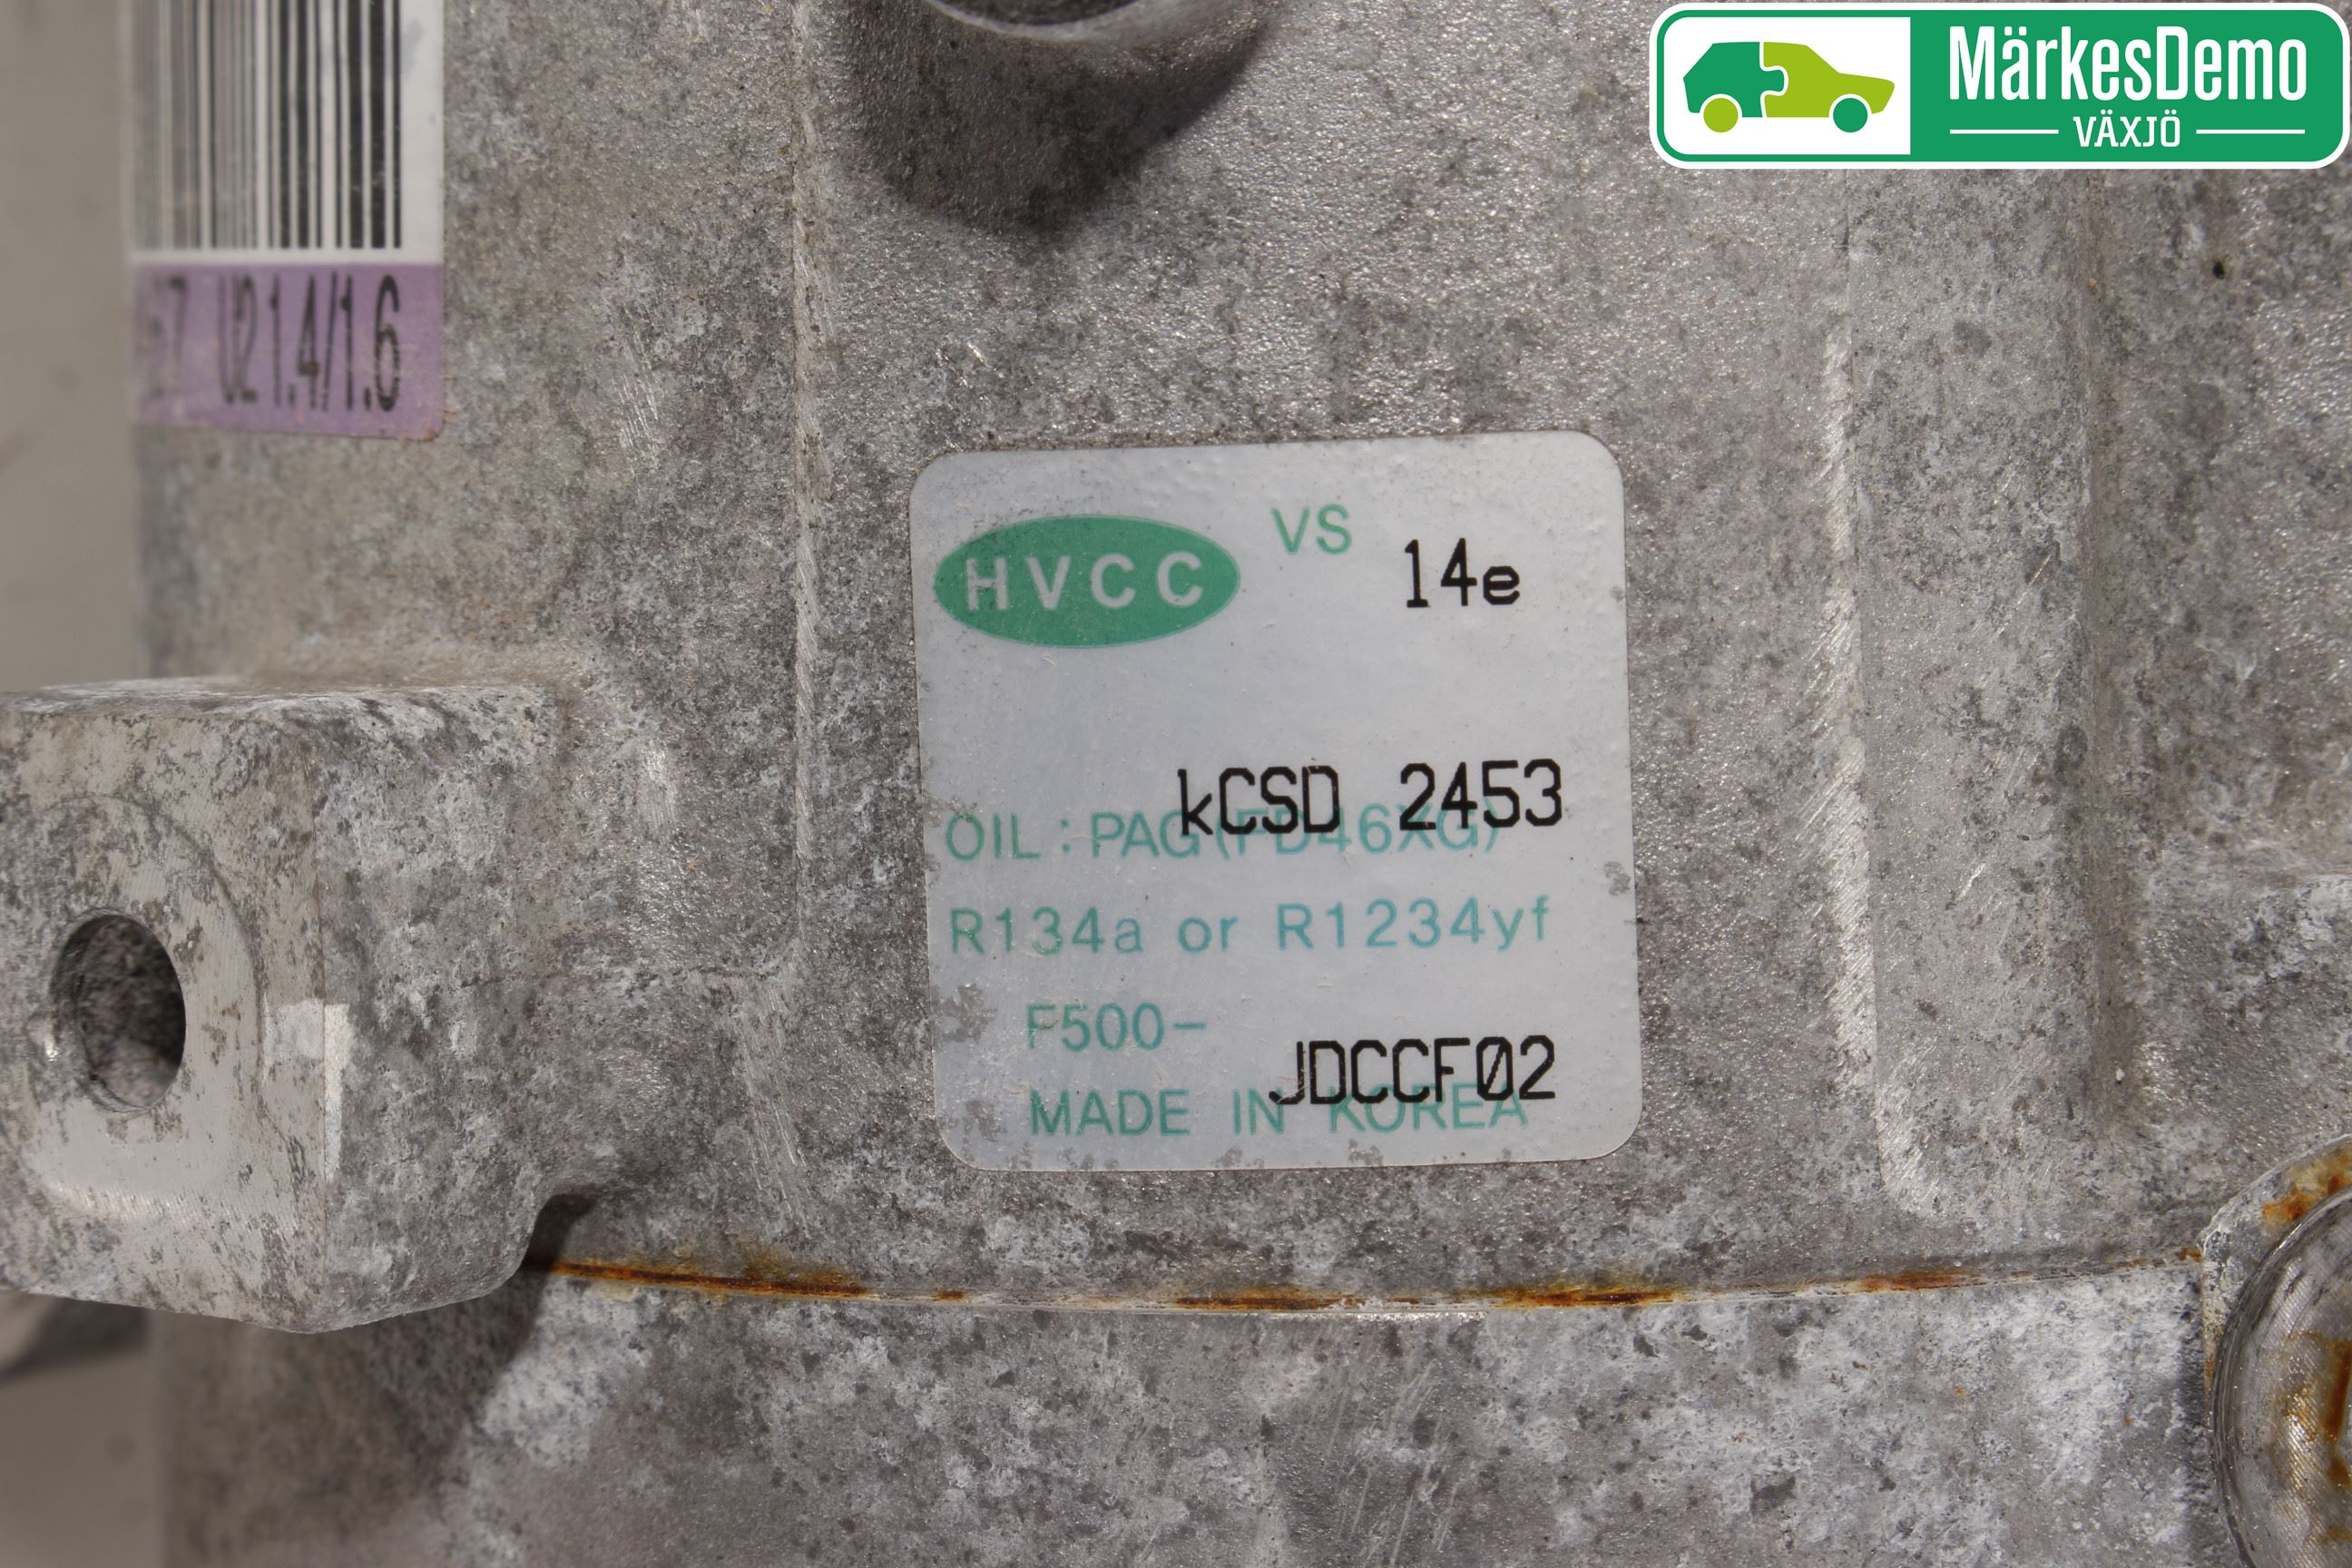 MärkesDemo
VÄXJÖ
U2 1.4/1.6
HVCC VS 14e
kCSD 2453
OIL : PAG (FD46XG)
R134a or R1234yf
F500- JDCCF02
MADE IN KOREA